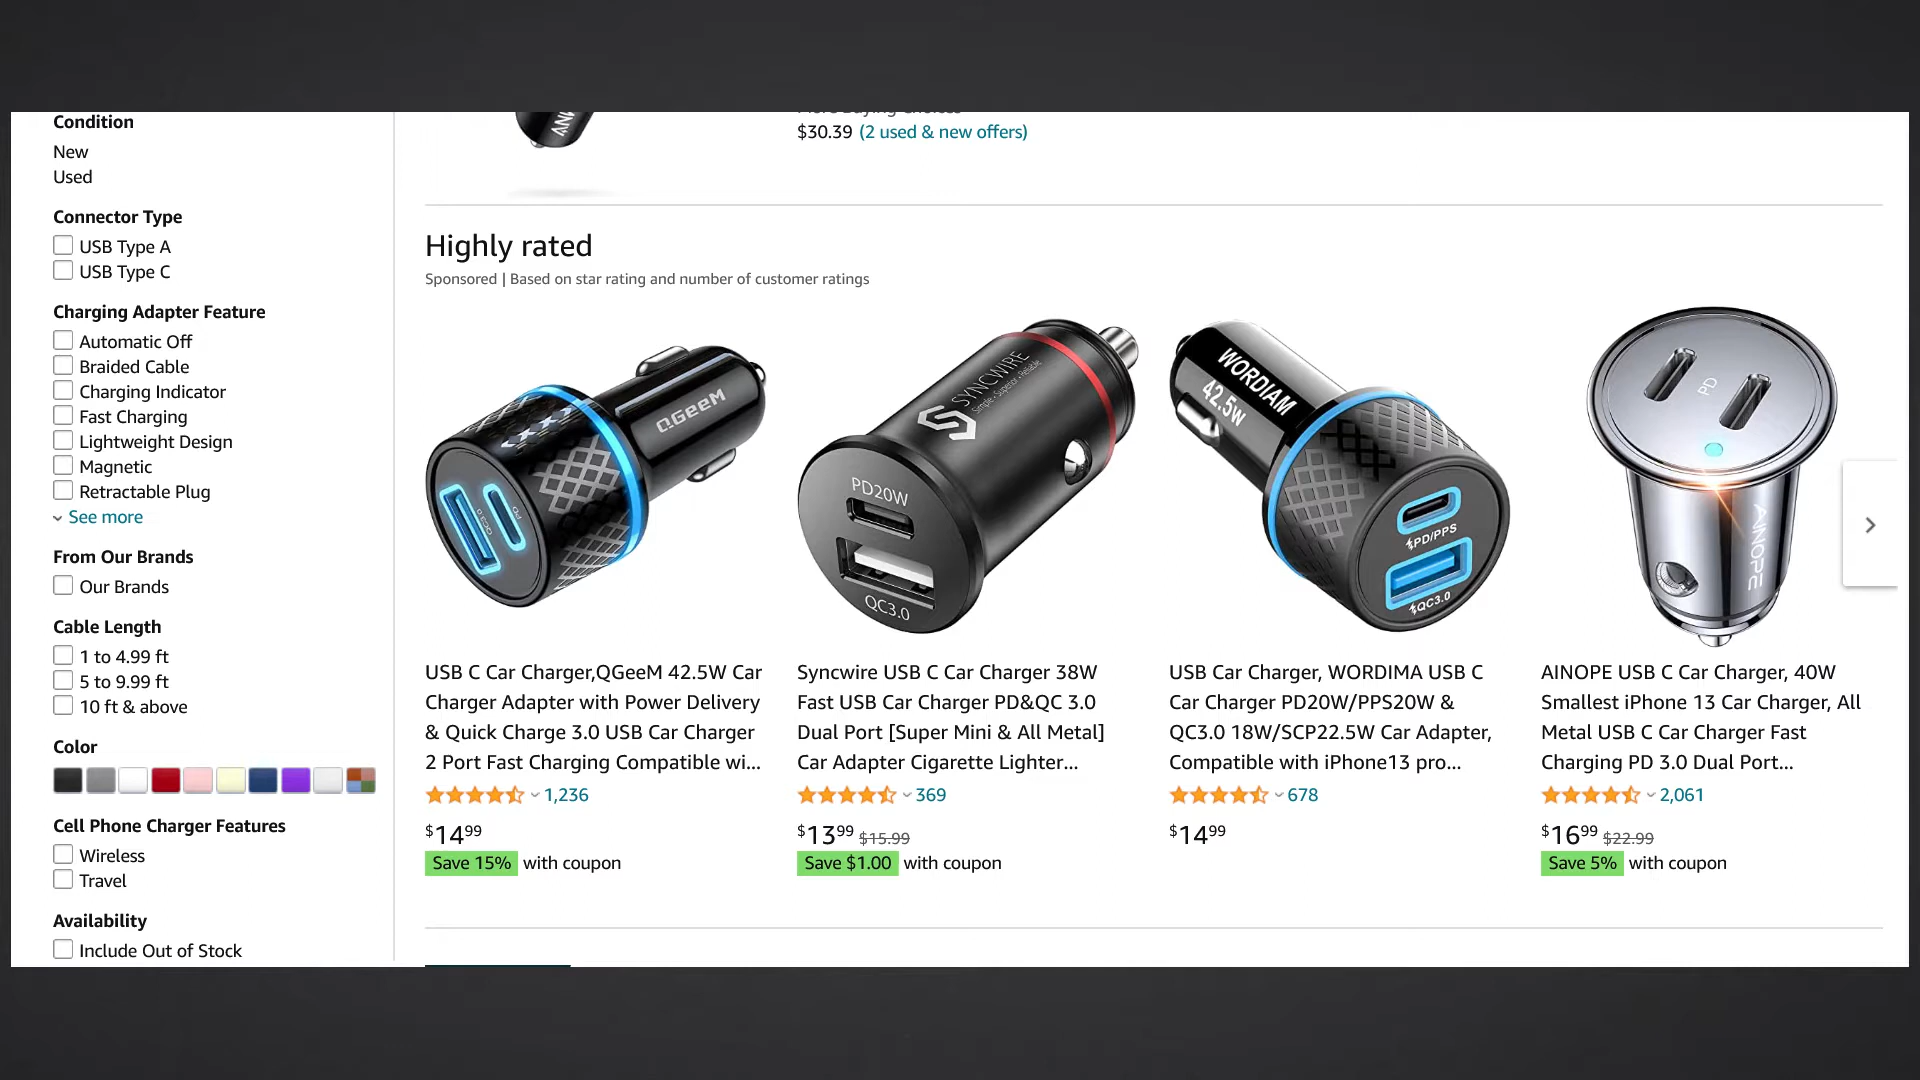 Condition
New
Used
Connector Type
USB Type A
USB Type C
Charging Adapter Feature
Automatic Off
Braided Cable
Charging Indicator
Fast Charging
Lightweight Design
Magnetic
Retractable Plug
See more
From Our Brands
Our Brands
Cable Length
1 to 4.99 ft
5 to 9.99 ft
10 ft & above
Color
Cell Phone Charger Features
Wireless
Travel
Availability
Include Out of Stock
$30.39 (2 used & new offers)
Highly rated
Sponsored | Based on star rating and number of customer ratings
QGeeM
QC3.0
PD
USB C Car Charger,QGeeM 42.5W Car
Charger Adapter with Power Delivery
& Quick Charge 3.0 USB Car Charger
2 Port Fast Charging Compatible wi...
1,236
$14.99
Save 15% with coupon
SYNCWIRE
Simple · Superior · Reliable
PD20W
QC3.0
Syncwire USB C Car Charger 38W
Fast USB Car Charger PD&QC 3.0
Dual Port [Super Mini & All Metal]
Car Adapter Cigarette Lighter...
369
$13.99 $15.99
Save $1.00 with coupon
WORDIAM
42.5W
PD/PPS
QC3.0
USB Car Charger, WORDIMA USB C
Car Charger PD20W/PPS20W &
QC3.0 18W/SCP22.5W Car Adapter,
Compatible with iPhone13 pro...
678
$14.99
PD
AINOPE
AINOPE USB C Car Charger, 40W
Smallest iPhone 13 Car Charger, All
Metal USB C Car Charger Fast
Charging PD 3.0 Dual Port...
2,061
$16.99 $22.99
Save 5% with coupon